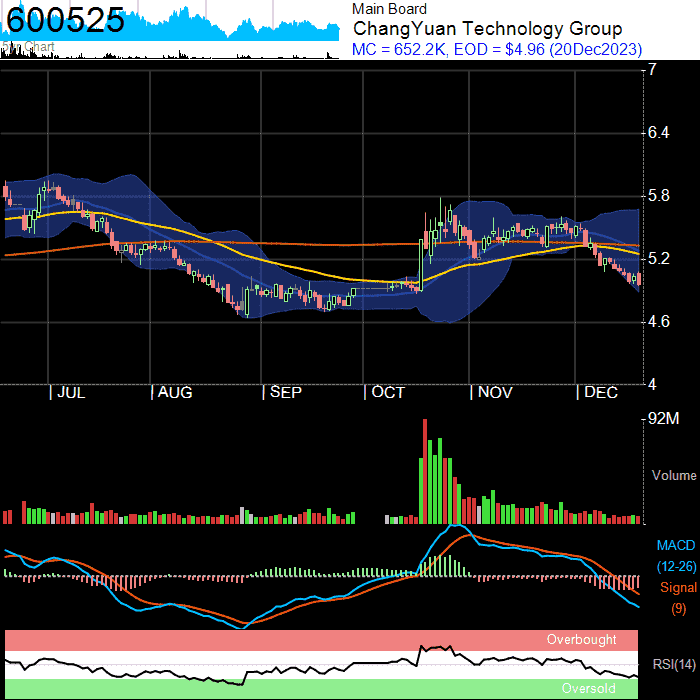 600525
Main Board
ChangYuan Technology Group
MC = 652.2K, EOD = $4.96 (20Dec2023)
Chart
7
6.4
5.8
5.2
4.6
4
JUL AUG SEP OCT NOV DEC
92M
Volume
MACD
(12-26)
Signal
(9)
Overbought
RSI(14)
Oversold